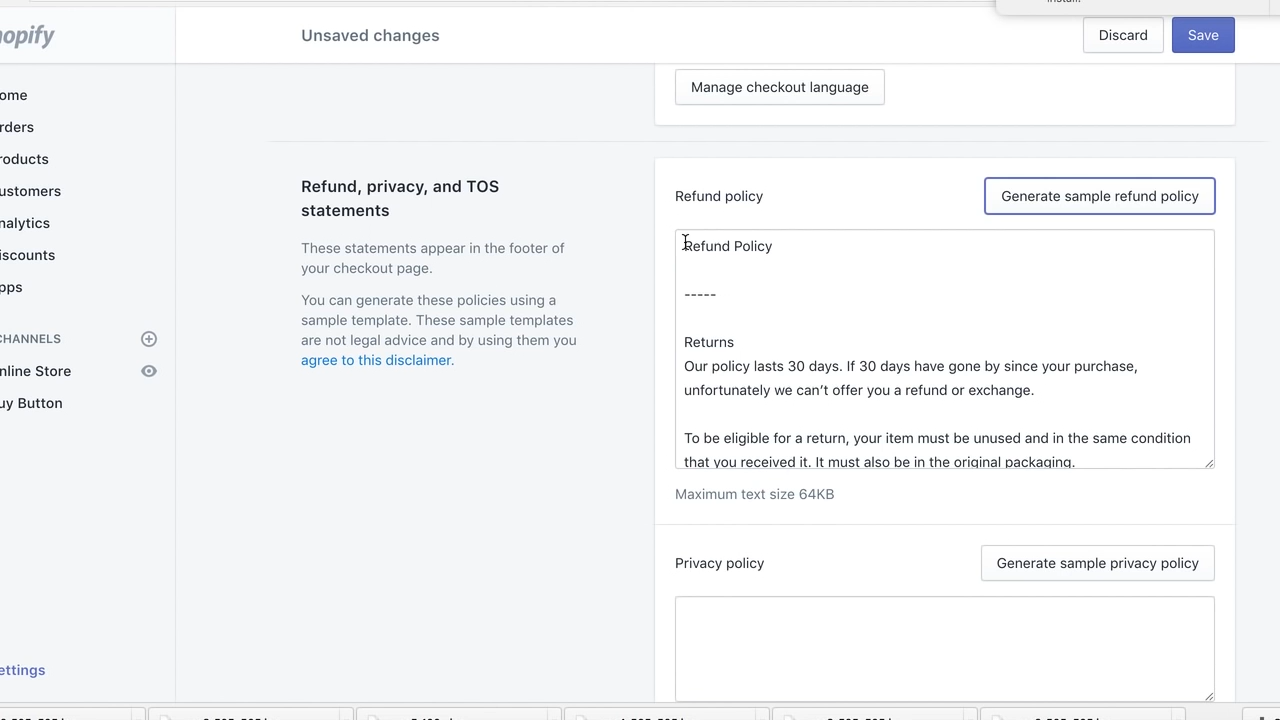 hopify
Unsaved changes
Discard
Save
Manage checkout language
ome
rders
roducts
ustomers
nalytics
iscounts
pps
CHANNELS
nline Store
uy Button
ettings
Refund, privacy, and TOS
statements
These statements appear in the footer of
your checkout page.
You can generate these policies using a
sample template. These sample templates
are not legal advice and by using them you
agree to this disclaimer.
Refund policy
Generate sample refund policy
Refund Policy
-----
Returns
Our policy lasts 30 days. If 30 days have gone by since your purchase,
unfortunately we can’t offer you a refund or exchange.
To be eligible for a return, your item must be unused and in the same condition
that you received it. It must also be in the original packaging.
Maximum text size 64KB
Privacy policy
Generate sample privacy policy